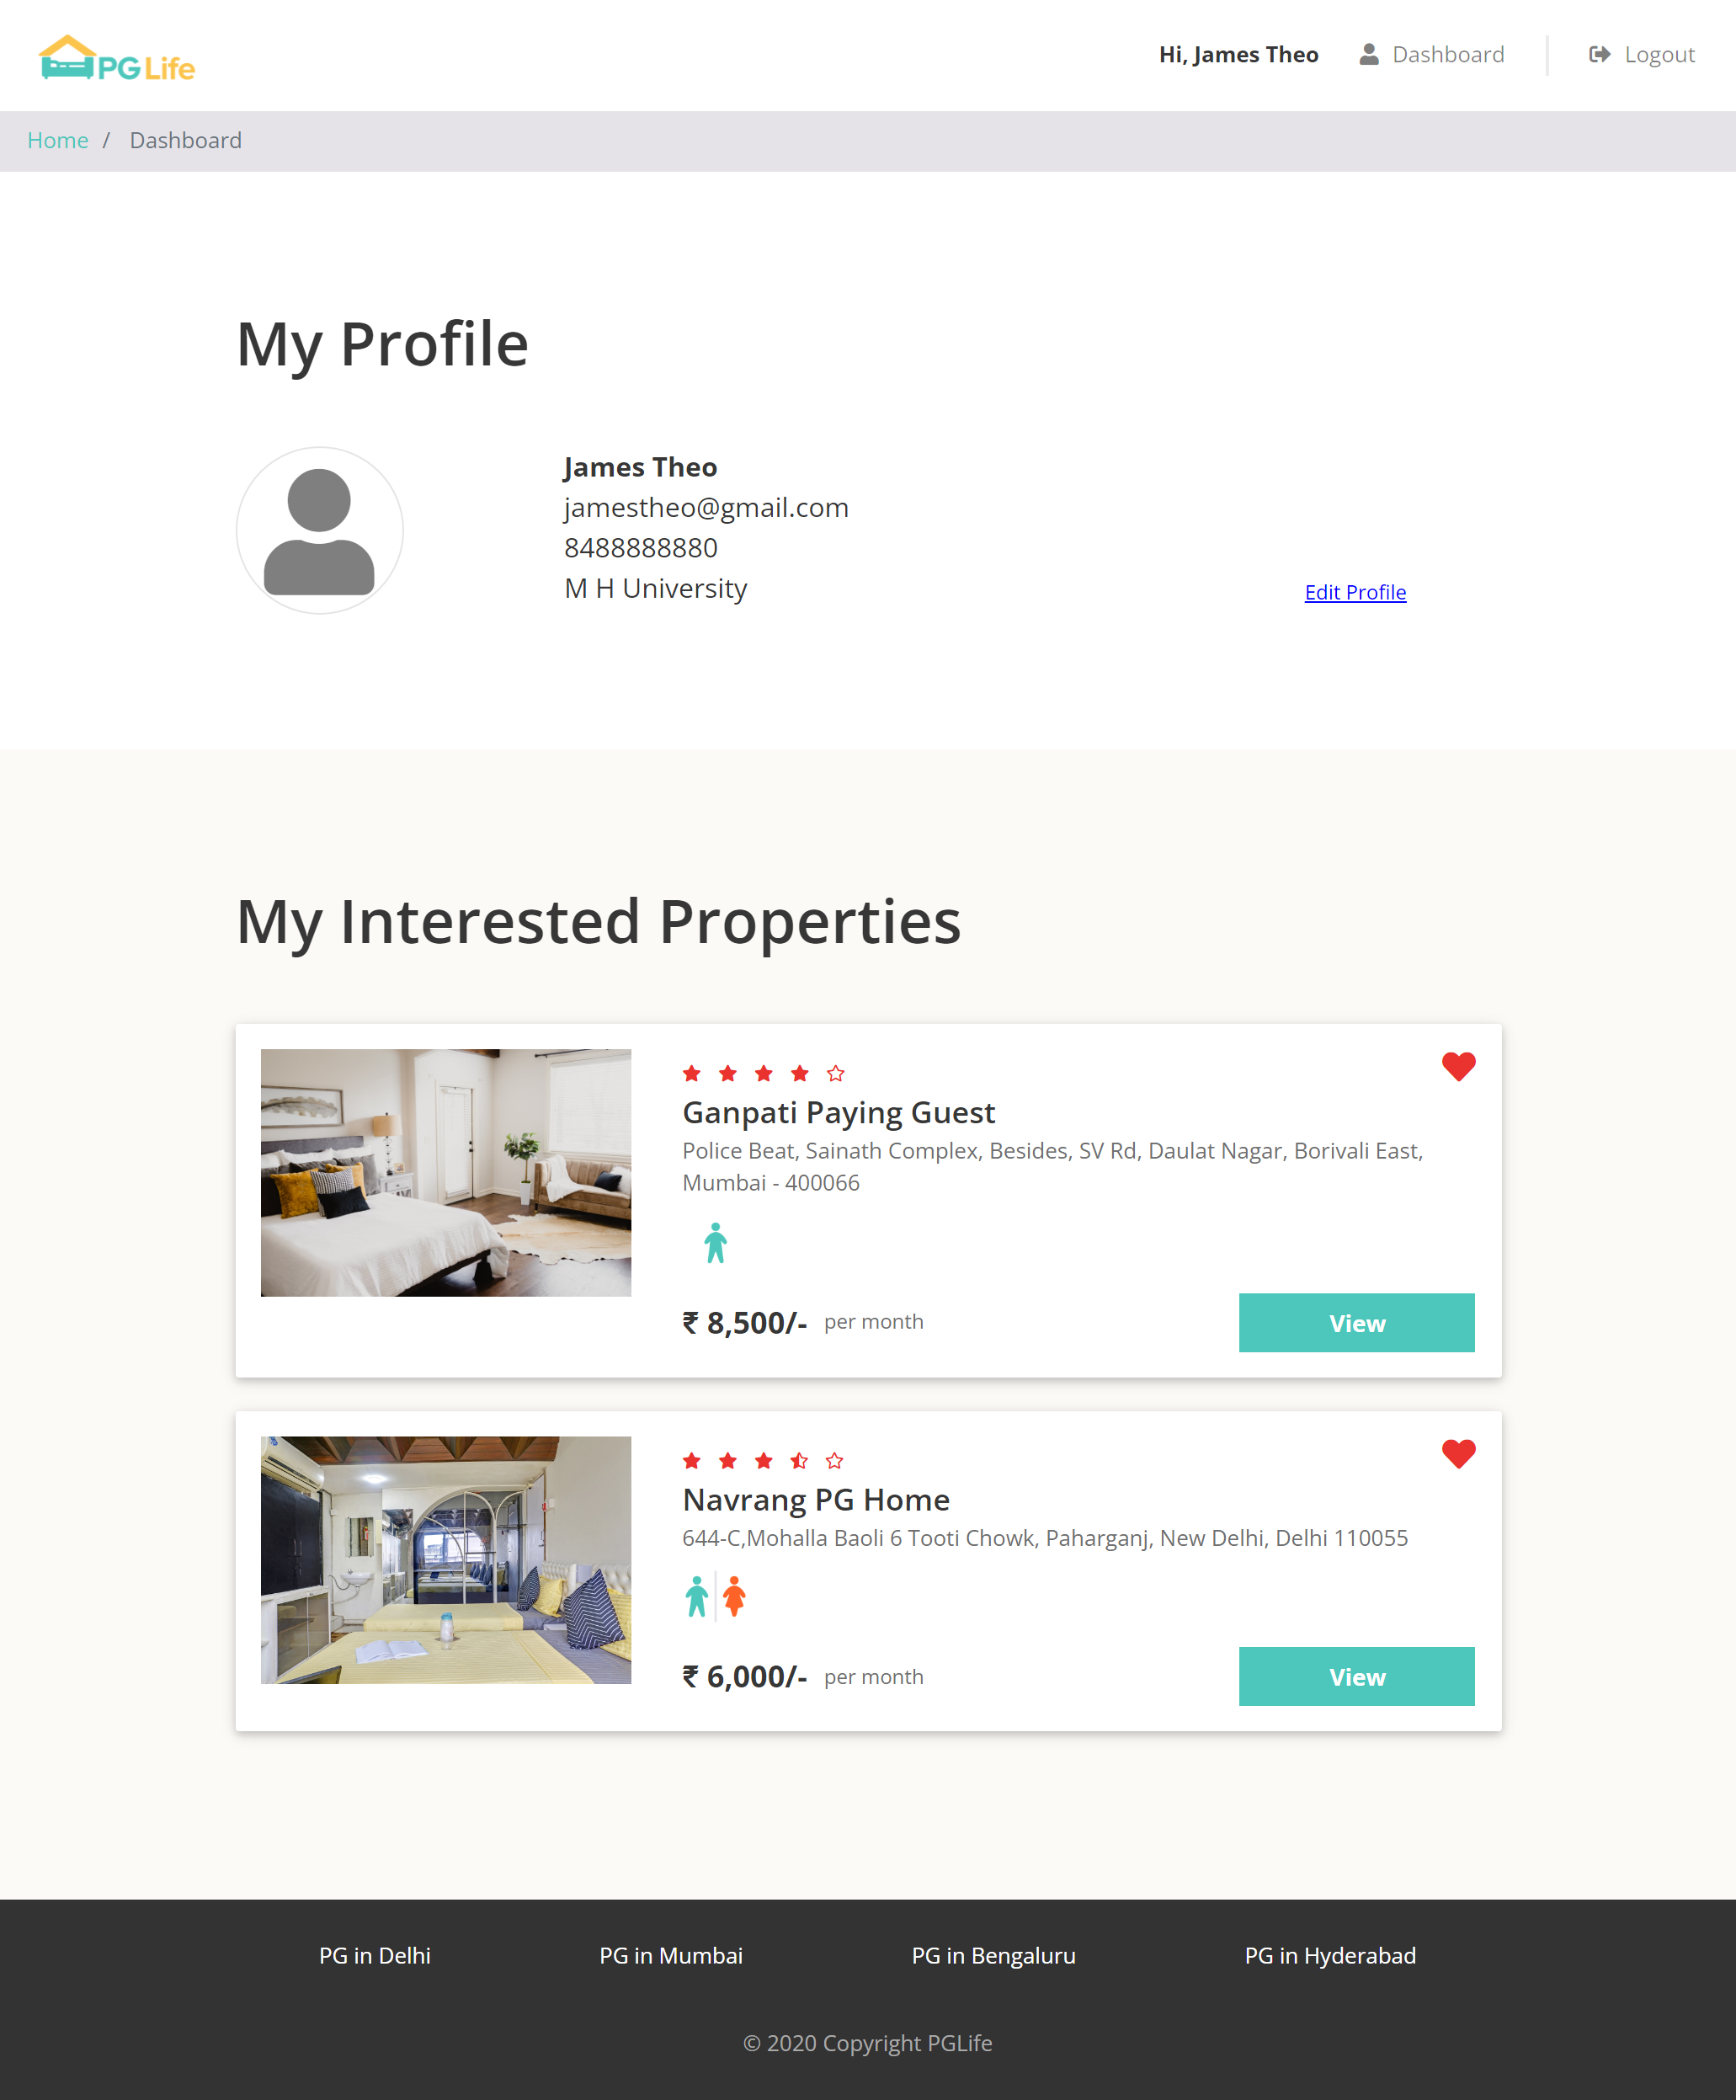 PG Life
Hi, James Theo
Dashboard
Logout
Home / Dashboard
My Profile
James Theo
jamestheo@gmail.com
8488888880
M H University
Edit Profile
My Interested Properties
Ganpati Paying Guest
Police Beat, Sainath Complex, Besides, SV Rd, Daulat Nagar, Borivali East,
Mumbai - 400066
₹ 8,500/- per month
View
Navrang PG Home
644-C,Mohalla Baoli 6 Tooti Chowk, Paharganj, New Delhi, Delhi 110055
₹ 6,000/- per month
View
PG in Delhi
PG in Mumbai
PG in Bengaluru
PG in Hyderabad
© 2020 Copyright PGLife